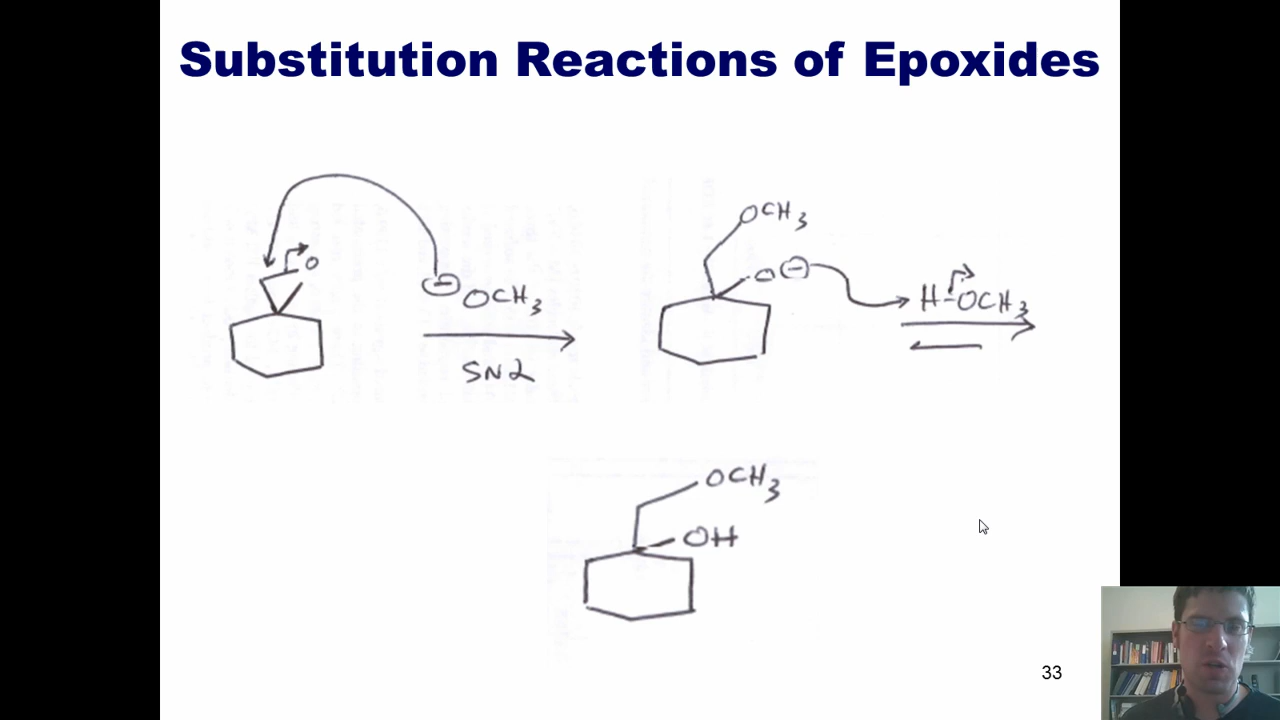 Substitution Reactions of Epoxides
O
⊖
OCH3
SN2
OCH3
O⊖
H-OCH3
OCH3
OH
33